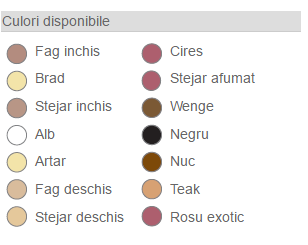 Culori disponibile
Fag inchis
Cires
Brad
Stejar afumat
Stejar inchis
Wenge
Alb
Negru
Artar
Nuc
Fag deschis
Teak
Stejar deschis
Rosu exotic